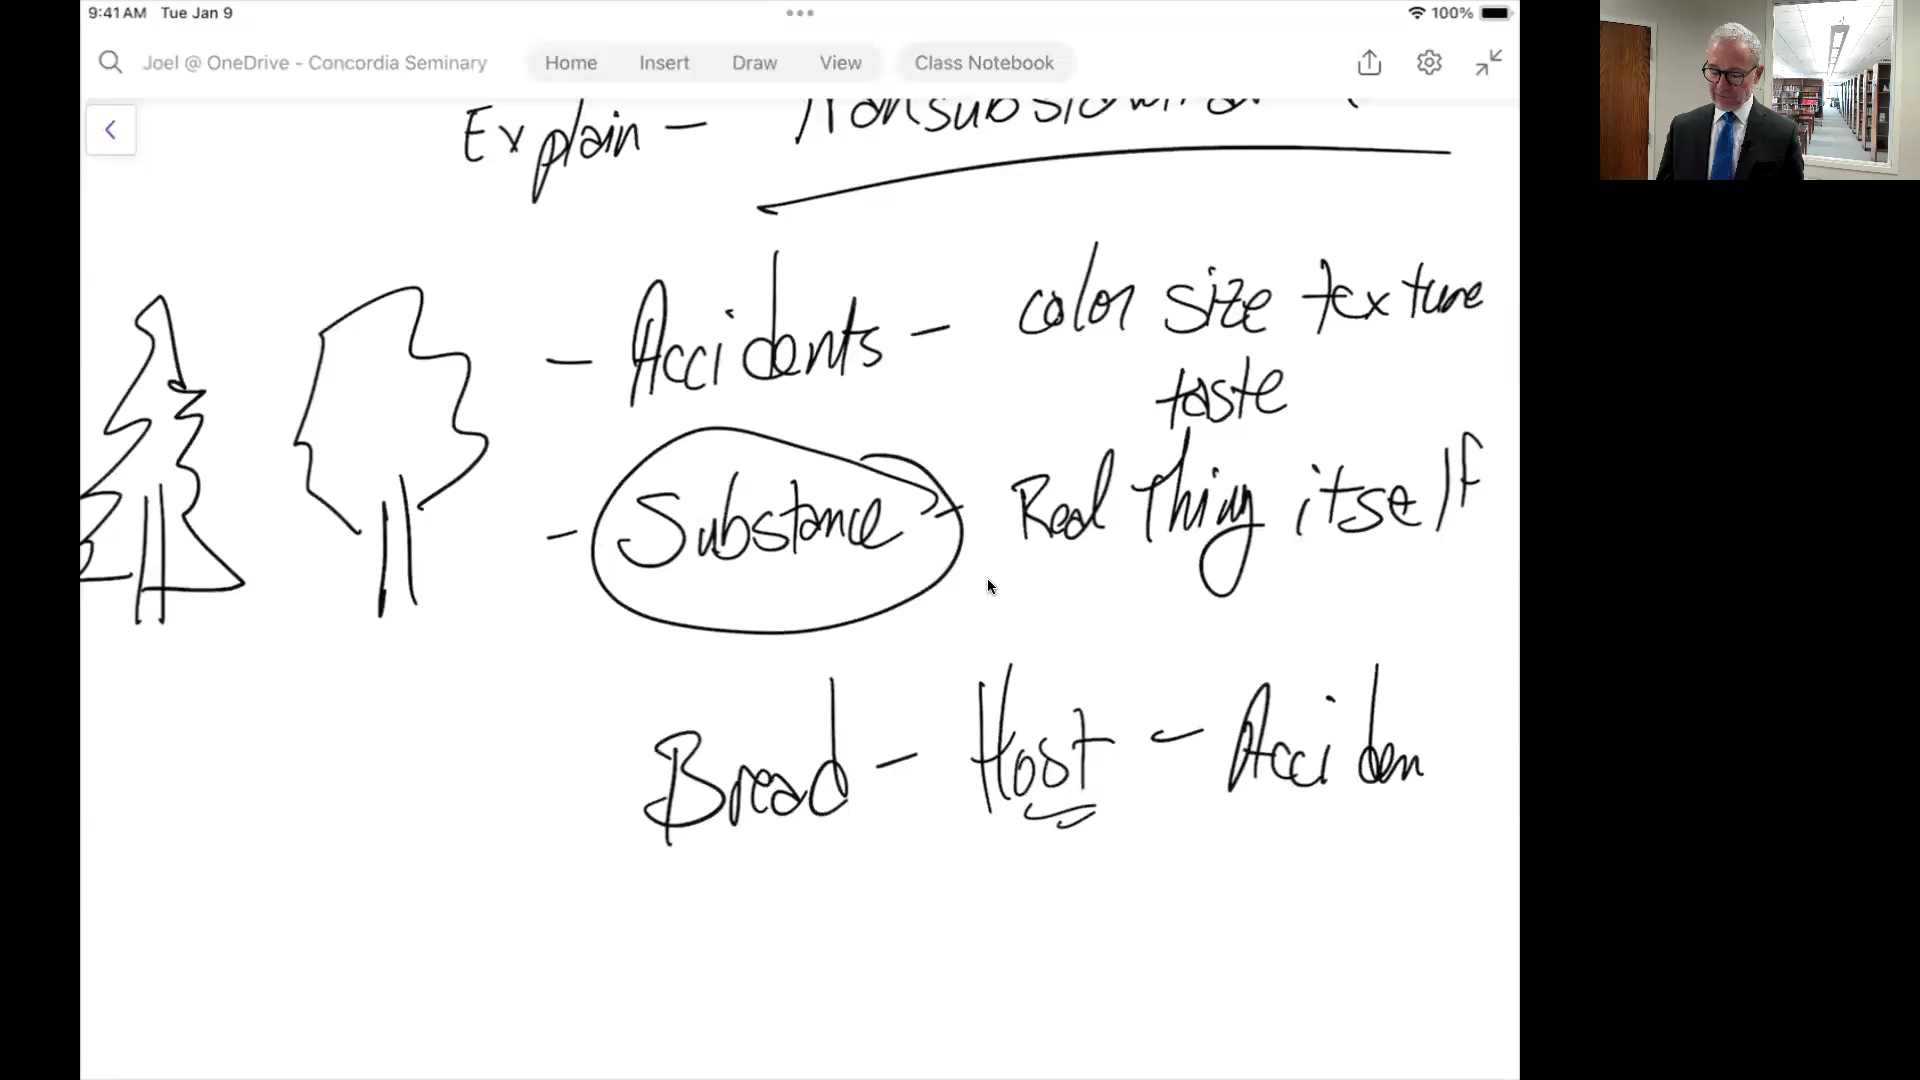 9:41 AM Tue Jan 9
100%
Joel @ OneDrive - Concordia Seminary
Home Insert Draw View Class Notebook
Explain -
- Accidents - color size texture
taste
- Substance - Real Thing itself
Bread - Host - Acciden